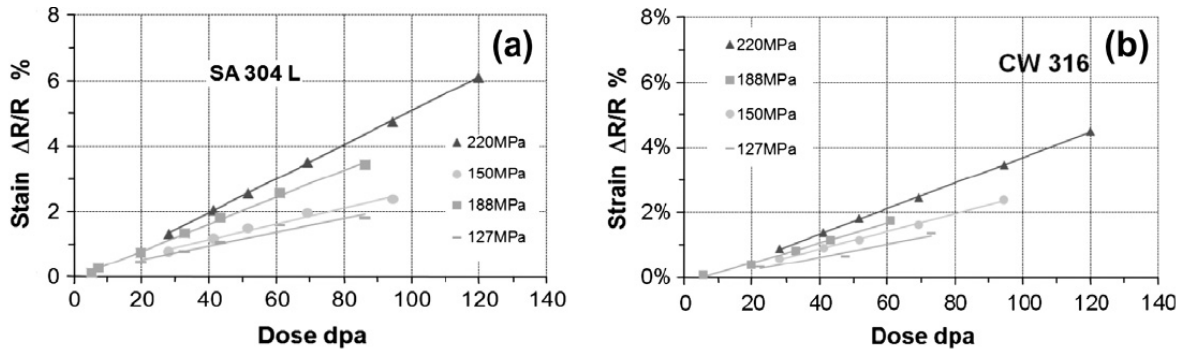 8
6
4
2
0
Stain ΔR/R %
(a)
SA 304 L
220MPa
150MPa
188MPa
127MPa
0 20 40 60 80 100 120 140
Dose dpa
8%
6%
4%
2%
0%
Strain ΔR/R %
220MPa
188MPa
150MPa
127MPa
(b)
CW 316
0 20 40 60 80 100 120 140
Dose dpa